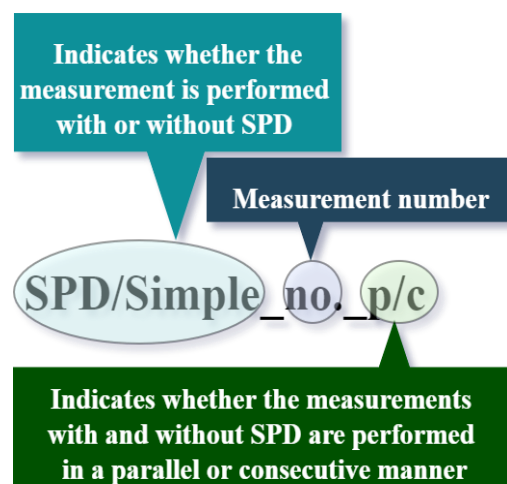 Indicates whether the
measurement is performed
with or without SPD
Measurement number
SPD/Simple_no._p/c
Indicates whether the measurements
with and without SPD are performed
in a parallel or consecutive manner